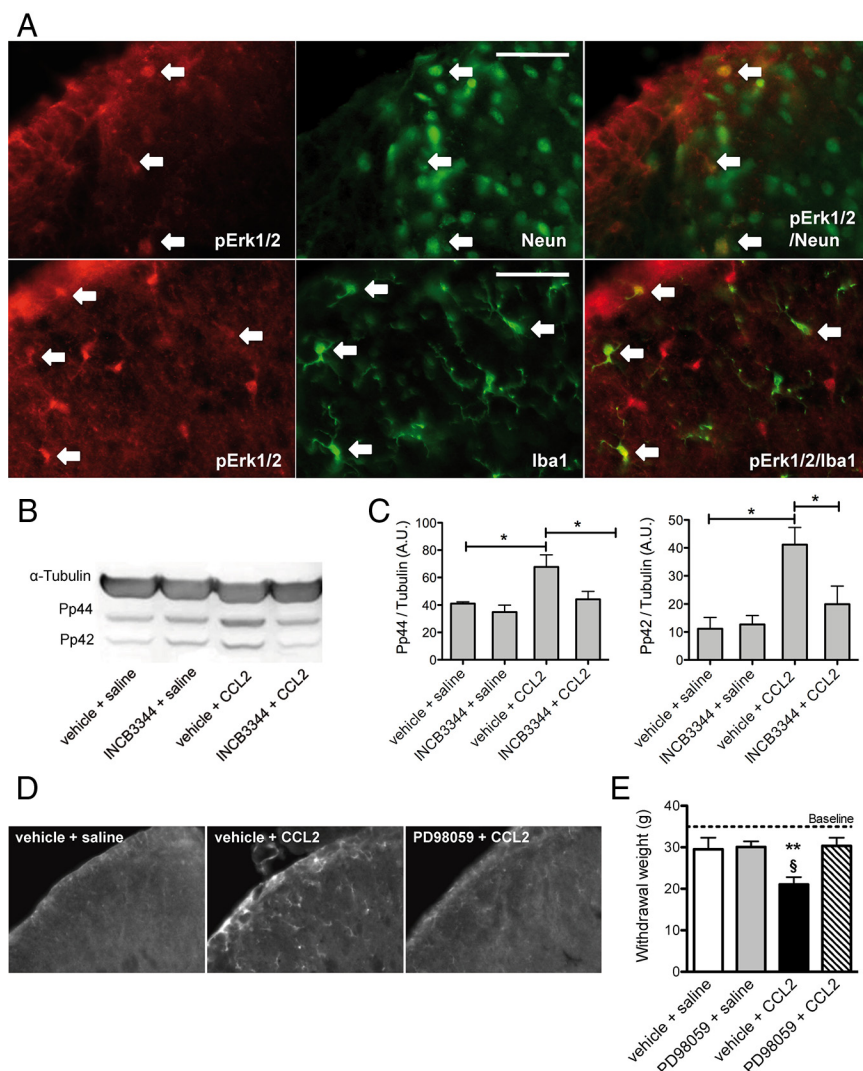 A
pErk1/2
Neun
pErk1/2
/Neun
pErk1/2
Iba1
pErk1/2/Iba1
B
α-Tubulin
Pp44
Pp42
vehicle + saline
INCB3344 + saline
vehicle + CCL2
INCB3344 + CCL2
C
Pp44 / Tubulin (A.U.)
100
80
60
40
20
0
*
*
vehicle + saline
INCB3344 + saline
vehicle + CCL2
INCB3344 + CCL2
Pp42 / Tubulin (A.U.)
50
40
30
20
10
0
*
*
vehicle + saline
INCB3344 + saline
vehicle + CCL2
INCB3344 + CCL2
D
vehicle + saline
vehicle + CCL2
PD98059 + CCL2
E
Withdrawal weight (g)
40
30
20
10
0
Baseline
**
§
vehicle + saline
PD98059 + saline
vehicle + CCL2
PD98059 + CCL2